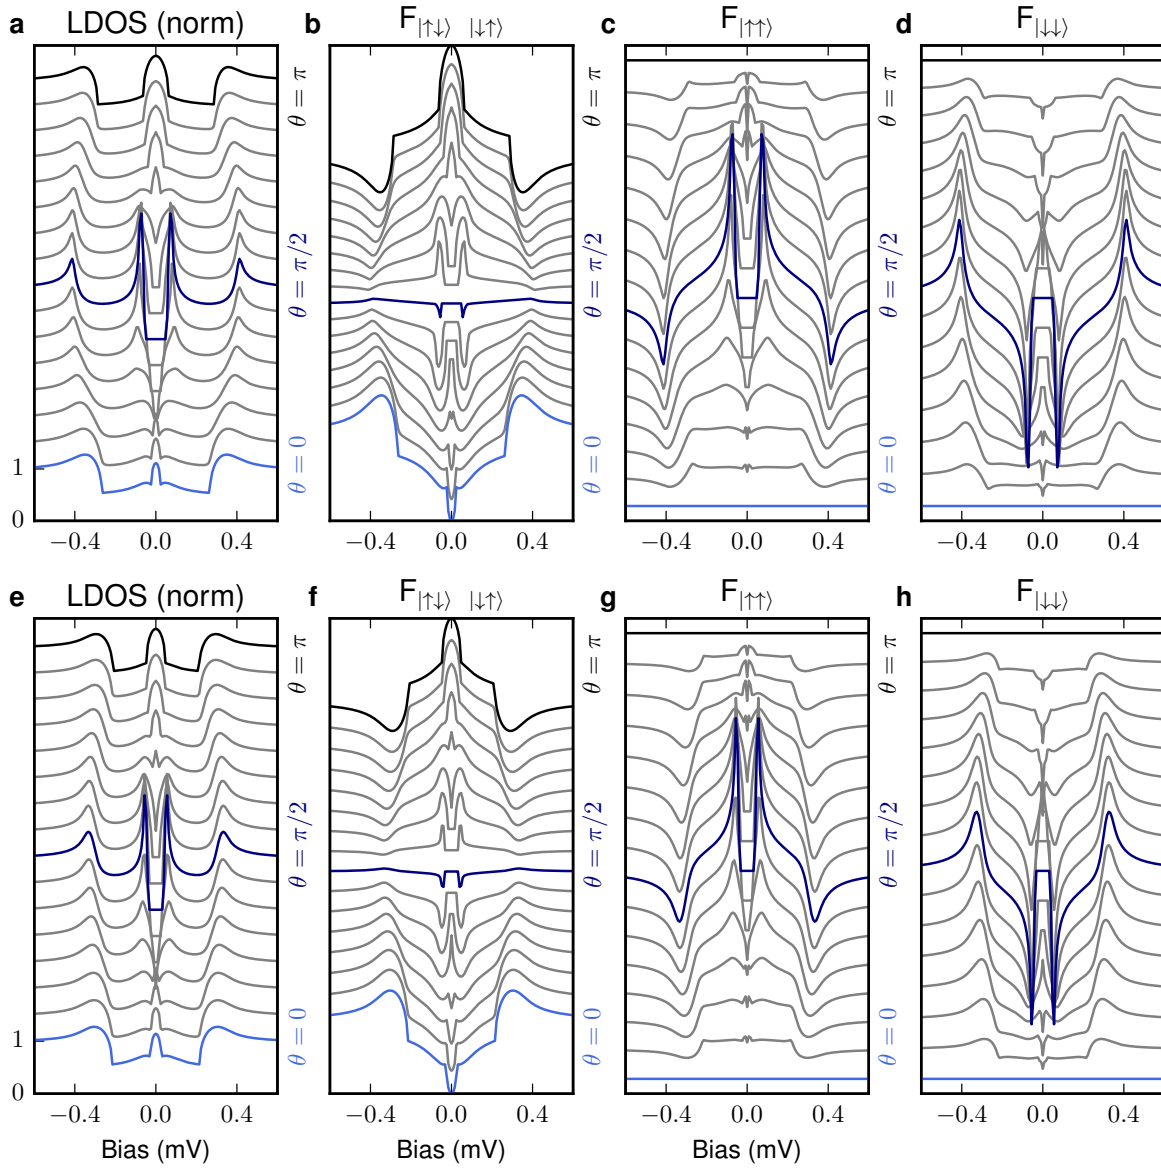 a LDOS (norm)
b F|↑↓⟩ |↓↑⟩
c F|↑↑⟩
d F|↓↓⟩
θ = π
θ = π/2
θ = 0
θ = π
θ = π/2
θ = 0
θ = π
θ = π/2
θ = 0
1
0
−0.4 0.0 0.4
−0.4 0.0 0.4
−0.4 0.0 0.4
−0.4 0.0 0.4
e LDOS (norm)
f F|↑↓⟩ |↓↑⟩
g F|↑↑⟩
h F|↓↓⟩
θ = π
θ = π/2
θ = 0
θ = π
θ = π/2
θ = 0
θ = π
θ = π/2
θ = 0
1
0
−0.4 0.0 0.4
−0.4 0.0 0.4
−0.4 0.0 0.4
−0.4 0.0 0.4
Bias (mV)
Bias (mV)
Bias (mV)
Bias (mV)